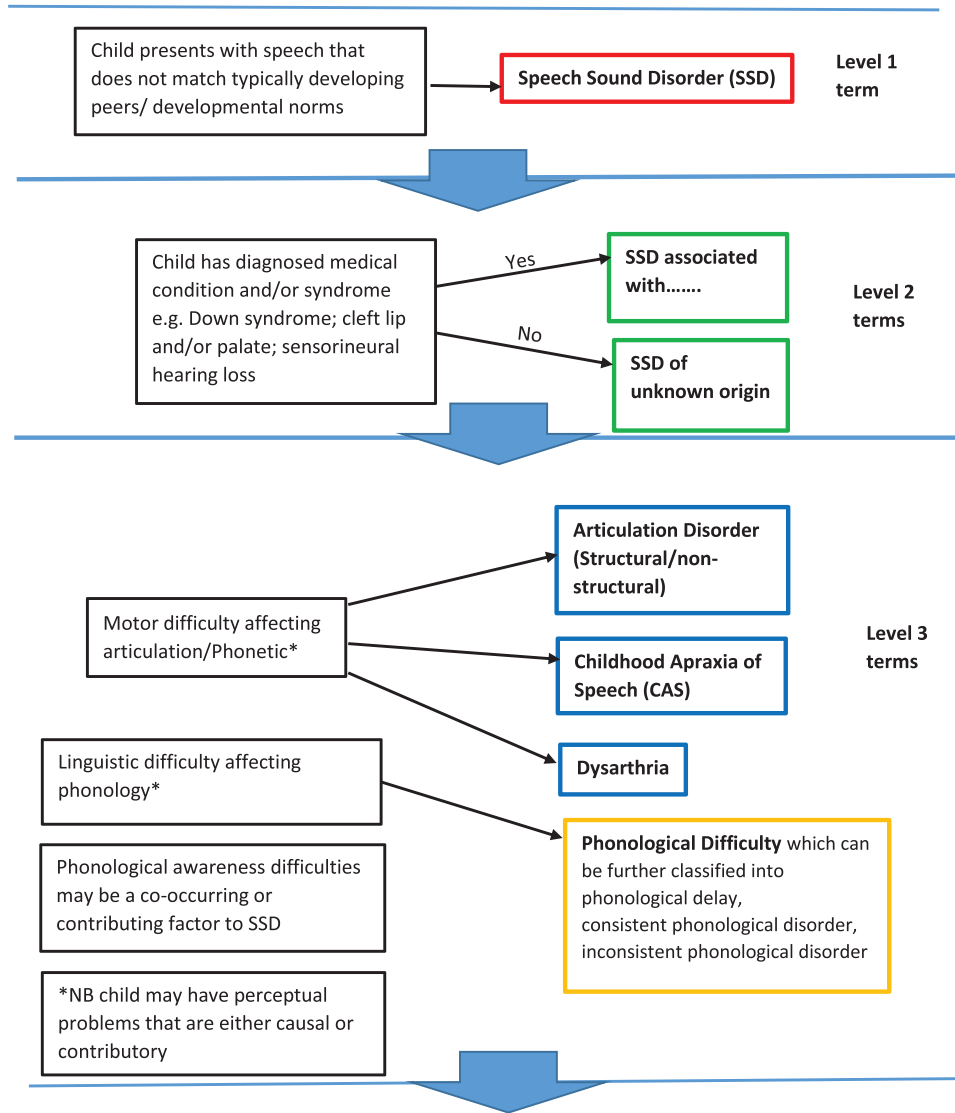 Child presents with speech that
does not match typically developing
peers/ developmental norms
Speech Sound Disorder (SSD)
Level 1
term
Child has diagnosed medical
condition and/or syndrome
e.g. Down syndrome; cleft lip
and/or palate; sensorineural
hearing loss
Yes
No
SSD associated
with.......
SSD of
unknown origin
Level 2
terms
Motor difficulty affecting
articulation/Phonetic*
Articulation Disorder
(Structural/non-
structural)
Childhood Apraxia of
Speech (CAS)
Dysarthria
Level 3
terms
Linguistic difficulty affecting
phonology*
Phonological Difficulty which can
be further classified into
phonological delay,
consistent phonological disorder,
inconsistent phonological disorder
Phonological awareness difficulties
may be a co-occurring or
contributing factor to SSD
*NB child may have perceptual
problems that are either causal or
contributory